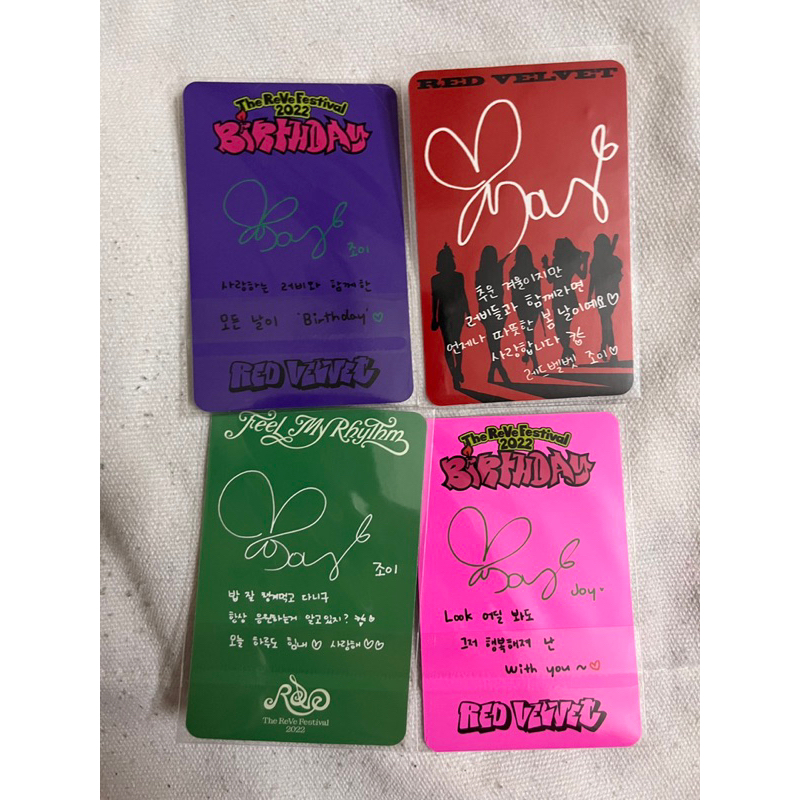 The ReVe Festival
2022
BiRTHDAY
조이
사랑하는 러비와 함께한
모든 날이 'Birthday' ♡
RED VELVET
RED VELVET
추운 겨울이지만
러비들과 함께라면
언제나 따뜻한 봄 날이에요♡
사랑합니다
레드벨벳 조이♡
Feel My Rhythm
조이
밥 잘 챙겨먹고 다니구
항상 응원하는거 알고있지?
오늘 하루도 힘내♡ 사랑해♡♡
ReVe
The ReVe Festival
2022
The ReVe Festival
2022
BiRTHDAY
Joy
Look 어딜 봐도
그저 행복해져 난
with you ~♡
RED VELVET